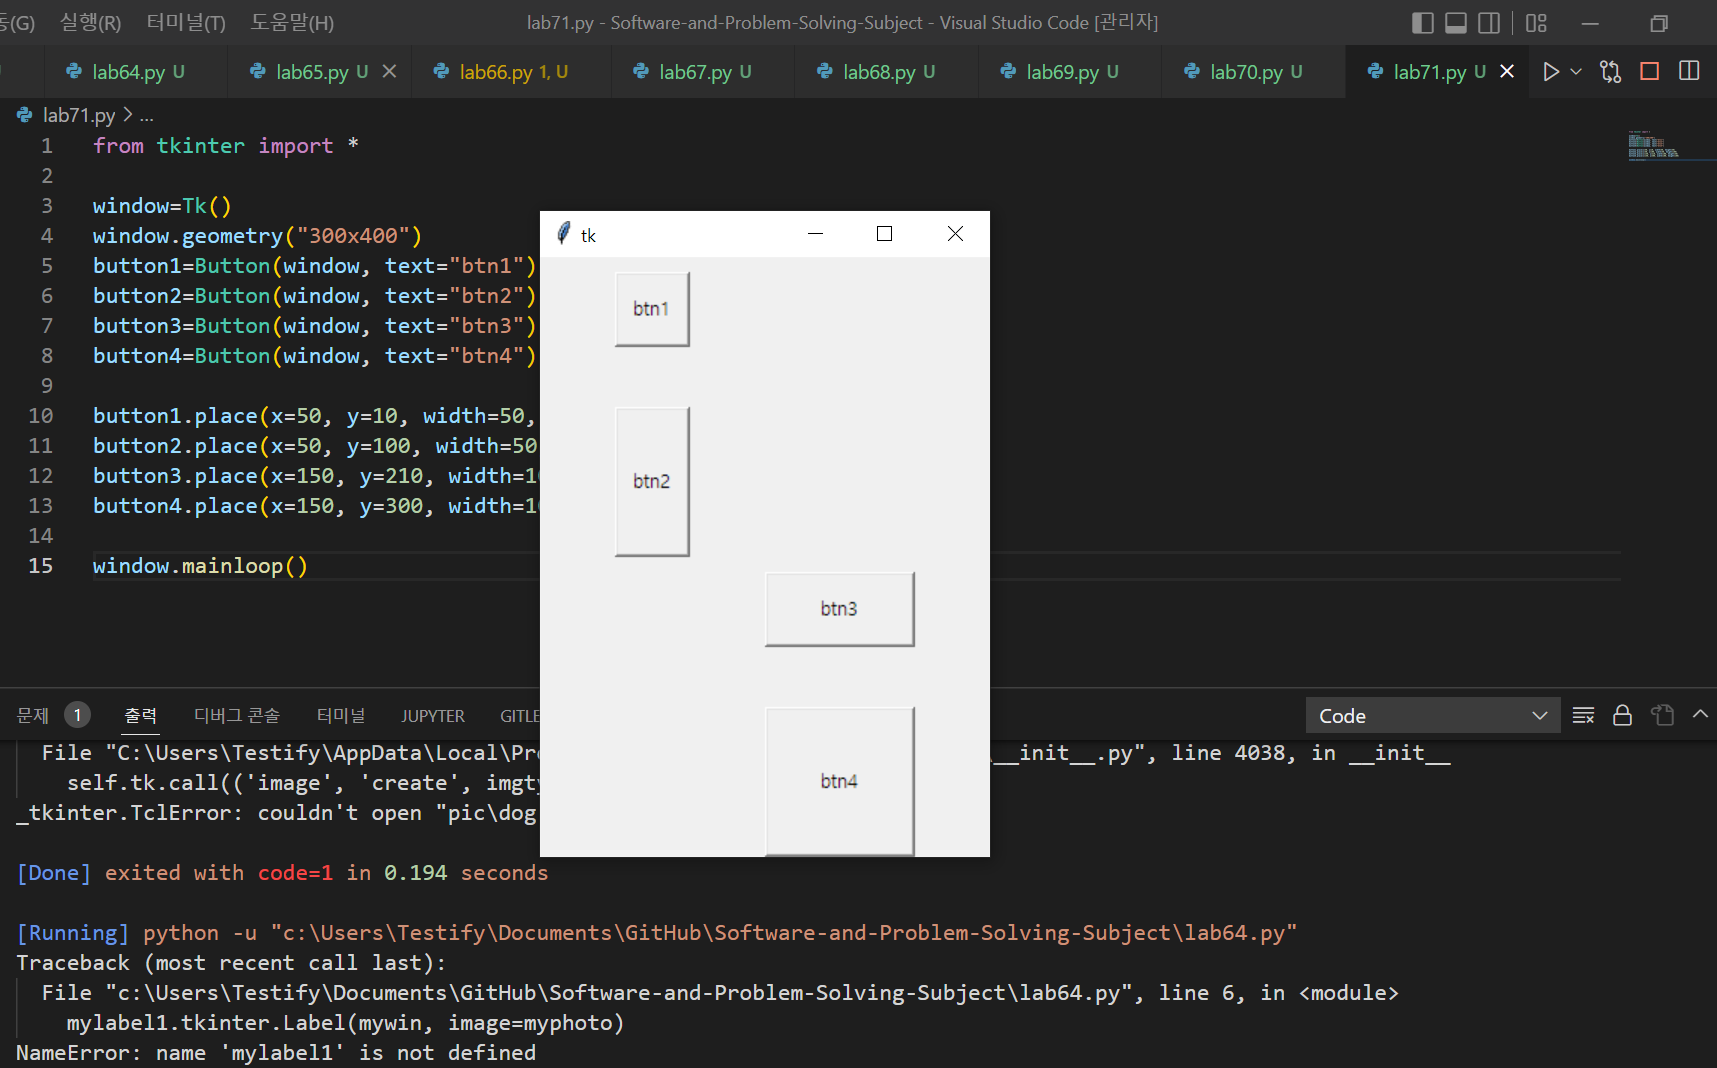 동(G) 실행(R) 터미널(T) 도움말(H) lab71.py - Software-and-Problem-Solving-Subject - Visual Studio Code [관리자]
lab64.py U lab65.py U lab66.py 1, U lab67.py U lab68.py U lab69.py U lab70.py U lab71.py U
lab71.py > ...
1 from tkinter import *
2
3 window=Tk()
4 window.geometry("300x400")
5 button1=Button(window, text="btn1")
6 button2=Button(window, text="btn2")
7 button3=Button(window, text="btn3")
8 button4=Button(window, text="btn4")
9
10 button1.place(x=50, y=10, width=50,
11 button2.place(x=50, y=100, width=50
12 button3.place(x=150, y=210, width=10
13 button4.place(x=150, y=300, width=10
14
15 window.mainloop()
tk
btn1
btn2
btn3
btn4
문제 1 출력 디버그 콘솔 터미널 JUPYTER GITLE Code
File "C:\Users\Testify\AppData\Local\Pro \__init__.py", line 4038, in __init__
self.tk.call(('image', 'create', imgty
_tkinter.TclError: couldn't open "pic\dog
[Done] exited with code=1 in 0.194 seconds
[Running] python -u "c:\Users\Testify\Documents\GitHub\Software-and-Problem-Solving-Subject\lab64.py"
Traceback (most recent call last):
File "c:\Users\Testify\Documents\GitHub\Software-and-Problem-Solving-Subject\lab64.py", line 6, in <module>
mylabel1.tkinter.Label(mywin, image=myphoto)
NameError: name 'mylabel1' is not defined